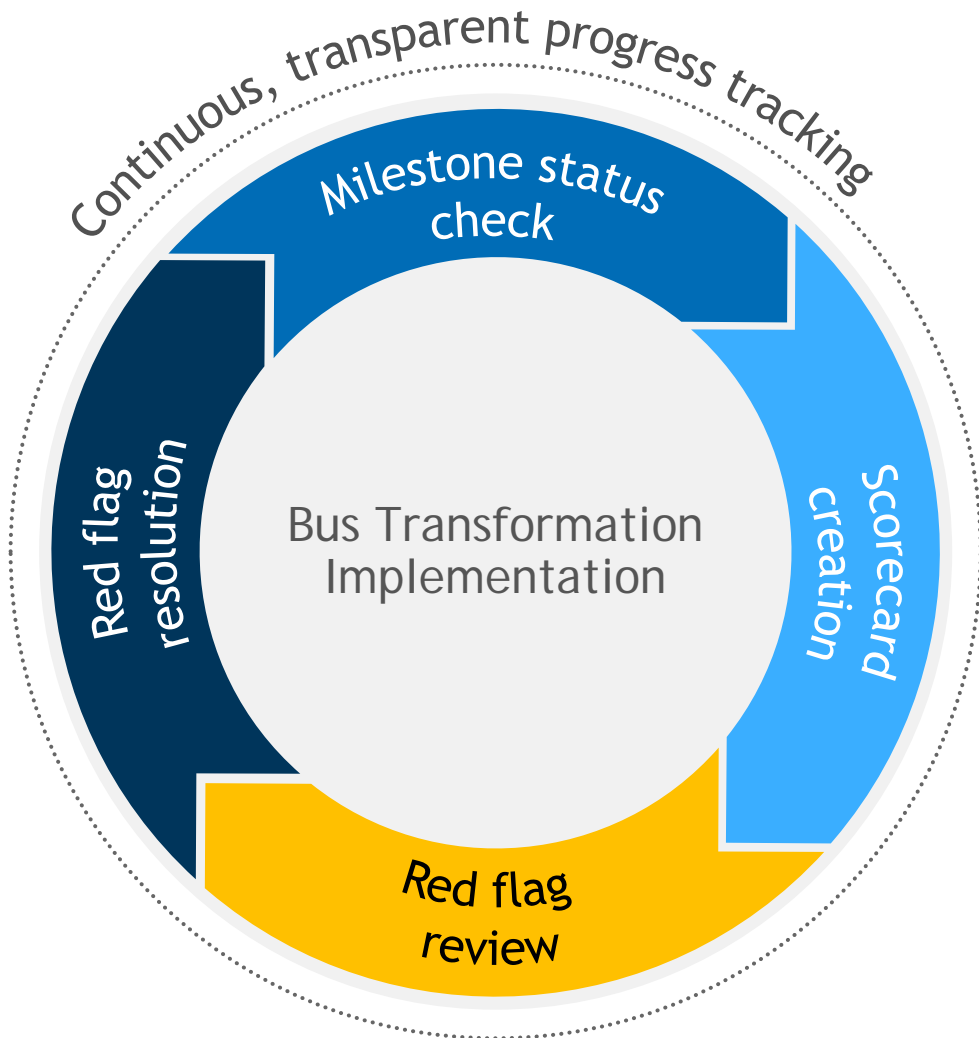 Continuous, transparent progress tracking
Milestone status
check
Scorecard
creation
Red flag
review
Red flag
resolution
Bus Transformation
Implementation